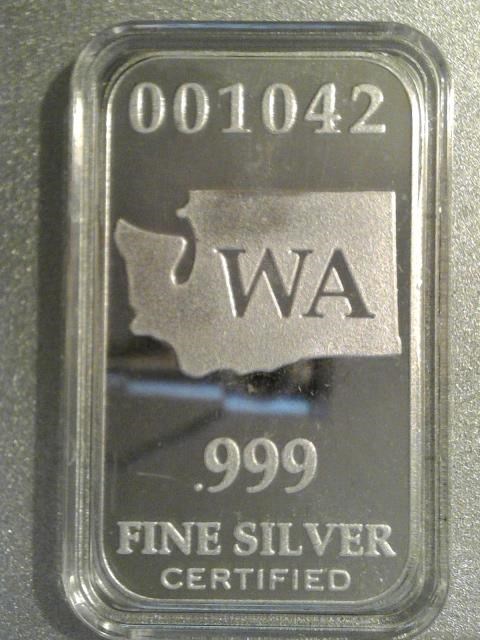 001042
WA
.999
FINE SILVER
CERTIFIED